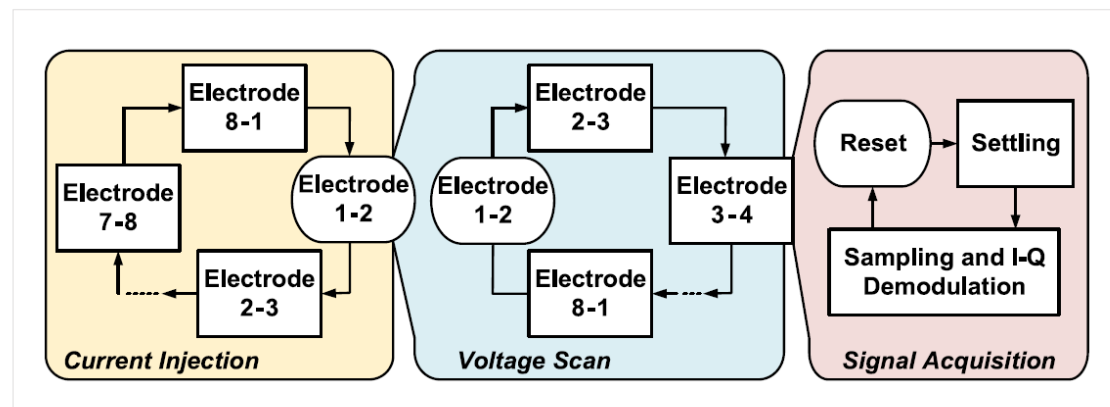 Electrode
8-1
Electrode
1-2
Electrode
7-8
Electrode
2-3
Current Injection
Electrode
2-3
Electrode
1-2
Electrode
3-4
Electrode
8-1
Voltage Scan
Reset
Settling
Sampling and I-Q
Demodulation
Signal Acquisition